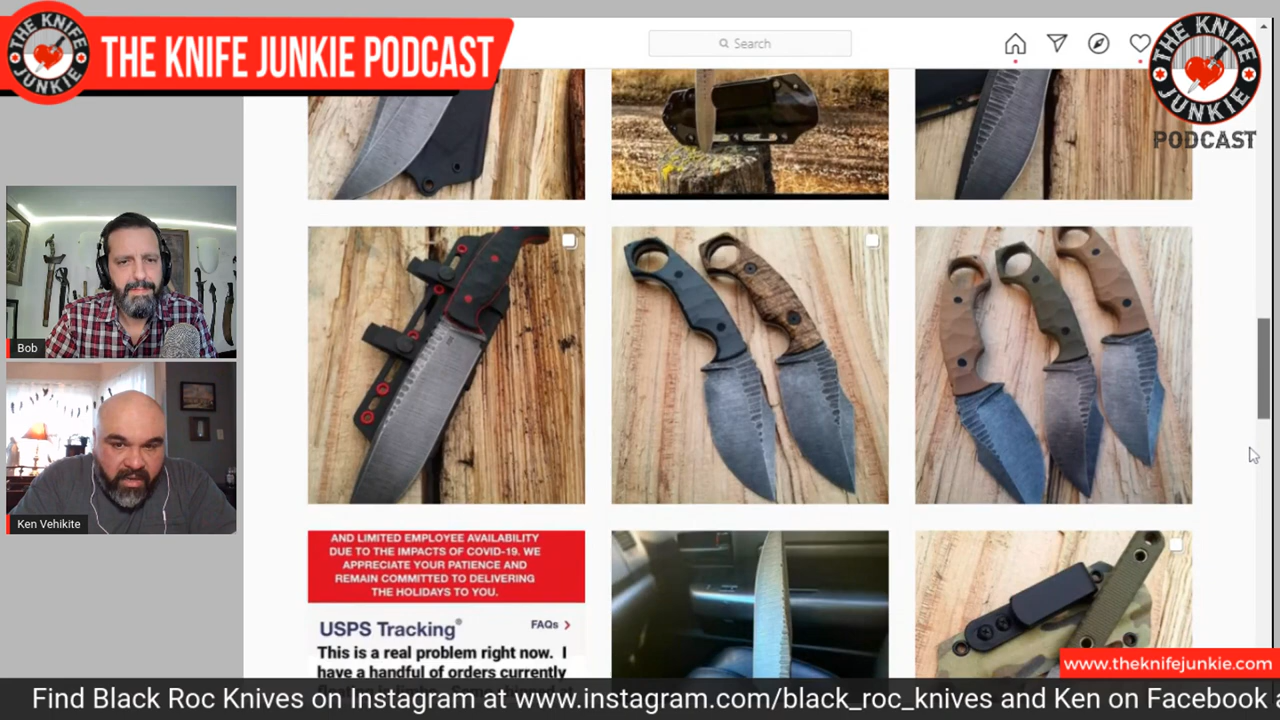 THE KNIFE JUNKIE
THE KNIFE JUNKIE PODCAST
Search
THE KNIFE JUNKIE
PODCAST
Bob
Ken Vehikite
AND LIMITED EMPLOYEE AVAILABILITY
DUE TO THE IMPACTS OF COVID-19. WE
APPRECIATE YOUR PATIENCE AND
REMAIN COMMITTED TO DELIVERING
THE HOLIDAYS TO YOU.
USPS Tracking®
FAQs
This is a real problem right now. I
have a handful of orders currently
www.theknifejunkie.com
Find Black Roc Knives on Instagram at www.instagram.com/black_roc_knives and Ken on Facebook a